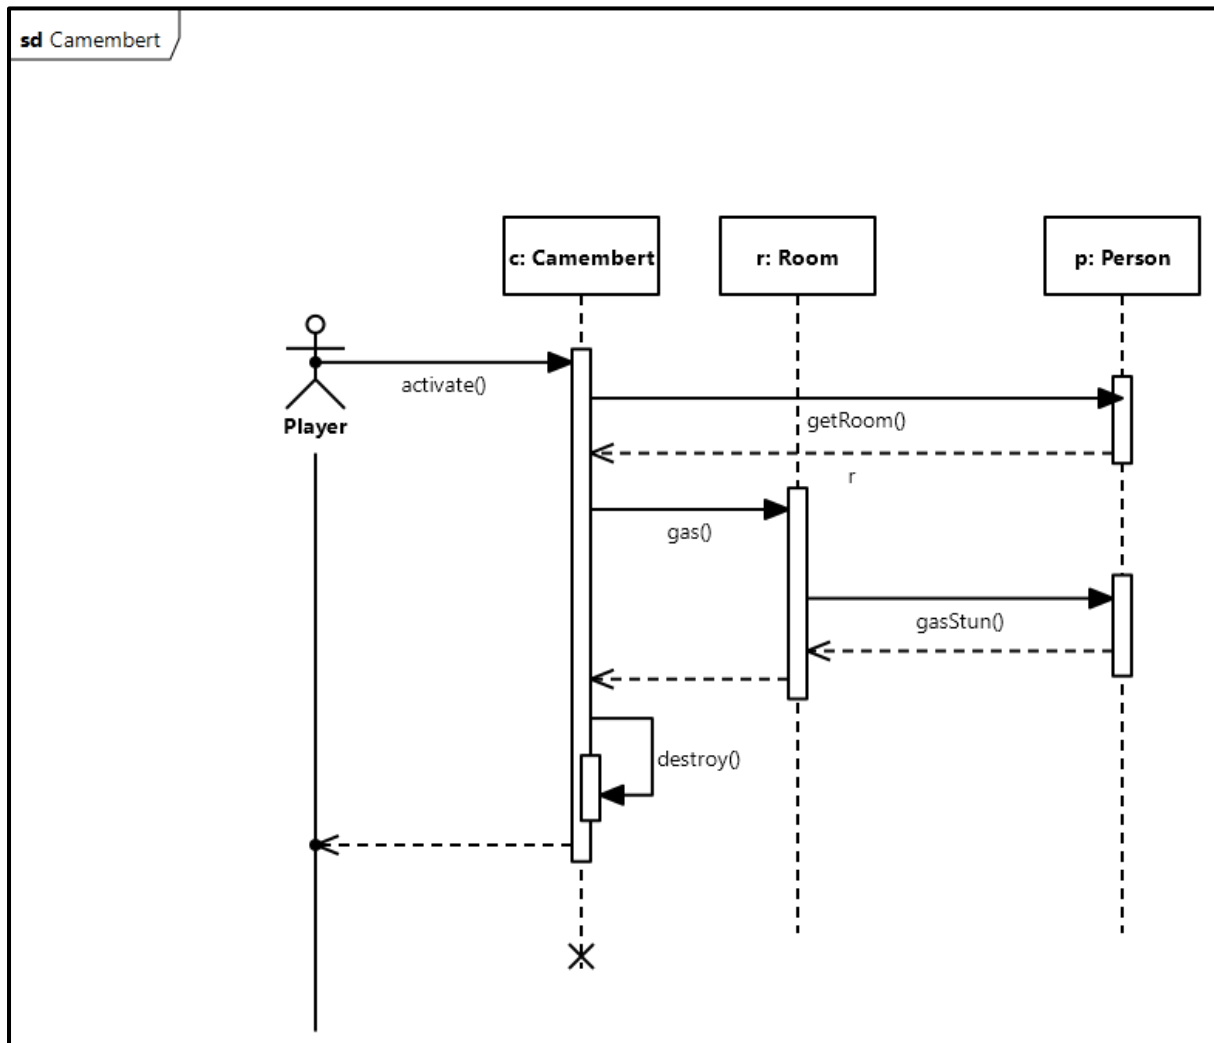 sd Camembert
c: Camembert
r: Room
p: Person
Player
activate()
getRoom()
r
gas()
gasStun()
destroy()